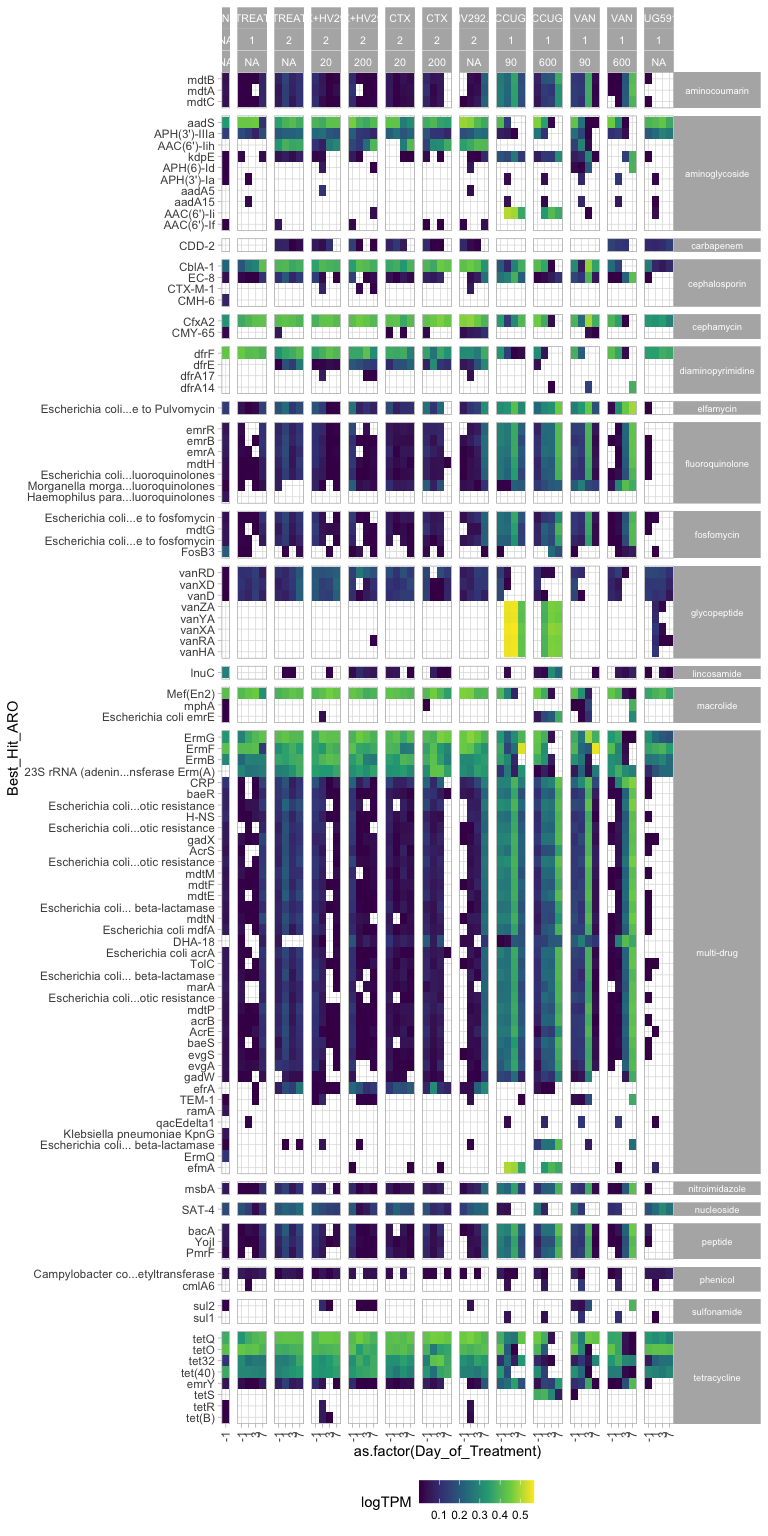 TREAT TREAT CTX CTX VAN VAN
1 2 2 2 2 2 2 1 1 1 1 1
NA NA 20 200 20 200 NA 90 600 90 600 NA
mdtB
mdtA
mdtC
aminocoumarin
aadS
APH(3')-IIIa
AAC(6')-Iih
kdpE
APH(6)-Id
APH(3')-Ia
aadA5
aadA15
AAC(6')-Ii
AAC(6')-If
aminoglycoside
CDD-2
carbapenem
CblA-1
EC-8
CTX-M-1
CMH-6
cephalosporin
CfxA2
CMY-65
cephamycin
dfrF
dfrE
dfrA17
dfrA14
diaminopyrimidine
Escherichia coli...e to Pulvomycin
elfamycin
emrR
emrB
emrA
mdtH
Escherichia coli...luoroquinolones
Morganella morga...luoroquinolones
Haemophilus para...luoroquinolones
fluoroquinolone
Escherichia coli...e to fosfomycin
mdtG
Escherichia coli...e to fosfomycin
FosB3
fosfomycin
vanRD
vanXD
vanD
vanZA
vanYA
vanXA
vanRA
vanHA
glycopeptide
lnuC
lincosamide
Mef(En2)
mphA
Escherichia coli emrE
macrolide
ErmG
ErmF
ErmB
23S rRNA (adenin...nsferase Erm(A)
CRP
baeR
Escherichia coli...otic resistance
H-NS
Escherichia coli...otic resistance
gadX
AcrS
Escherichia coli...otic resistance
mdtM
mdtF
mdtE
Escherichia coli... beta-lactamase
mdtN
Escherichia coli mdfA
DHA-18
Escherichia coli acrA
TolC
Escherichia coli... beta-lactamase
marA
Escherichia coli...otic resistance
mdtP
acrB
AcrE
baeS
evgS
evgA
gadW
efrA
TEM-1
ramA
qacEdelta1
Klebsiella pneumoniae KpnG
Escherichia coli... beta-lactamase
ErmQ
efmA
multi-drug
msbA
nitroimidazole
SAT-4
nucleoside
bacA
YojI
PmrF
peptide
Campylobacter co...etyltransferase
cmlA6
phenicol
sul2
sul1
sulfonamide
tetQ
tetO
tet32
tet(40)
emrY
tetS
tetR
tet(B)
tetracycline
Best_Hit_ARO
as.factor(Day_of_Treatment)
logTPM
0.1 0.2 0.3 0.4 0.5